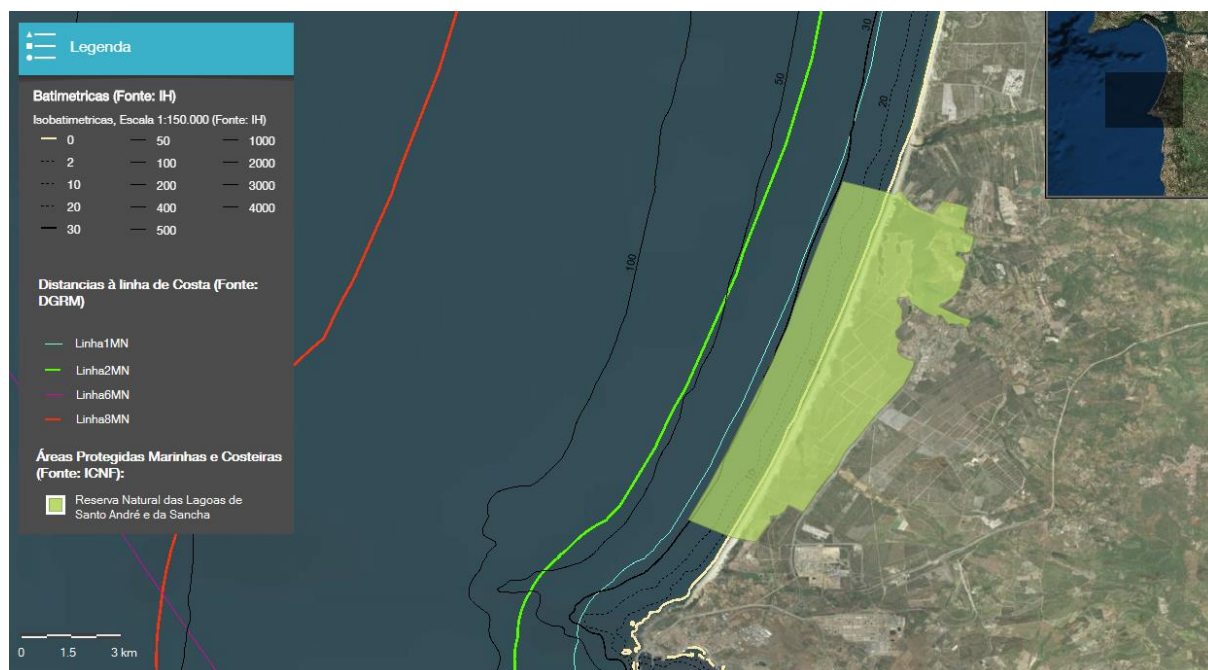 Legenda
Batimetricas (Fonte: IH)
Isobatimetricas, Escala 1:150.000 (Fonte: IH)
0 50 1000
2 100 2000
10 200 3000
20 400 4000
30 500
Distancias à linha de Costa (Fonte:
DGRM)
Linha1MN
Linha2MN
Linha6MN
Linha8MN
Áreas Protegidas Marinhas e Costeiras
(Fonte: ICNF):
Reserva Natural das Lagoas de
Santo André e da Sancha
0 1.5 3 km
100
50
30
20
10
0